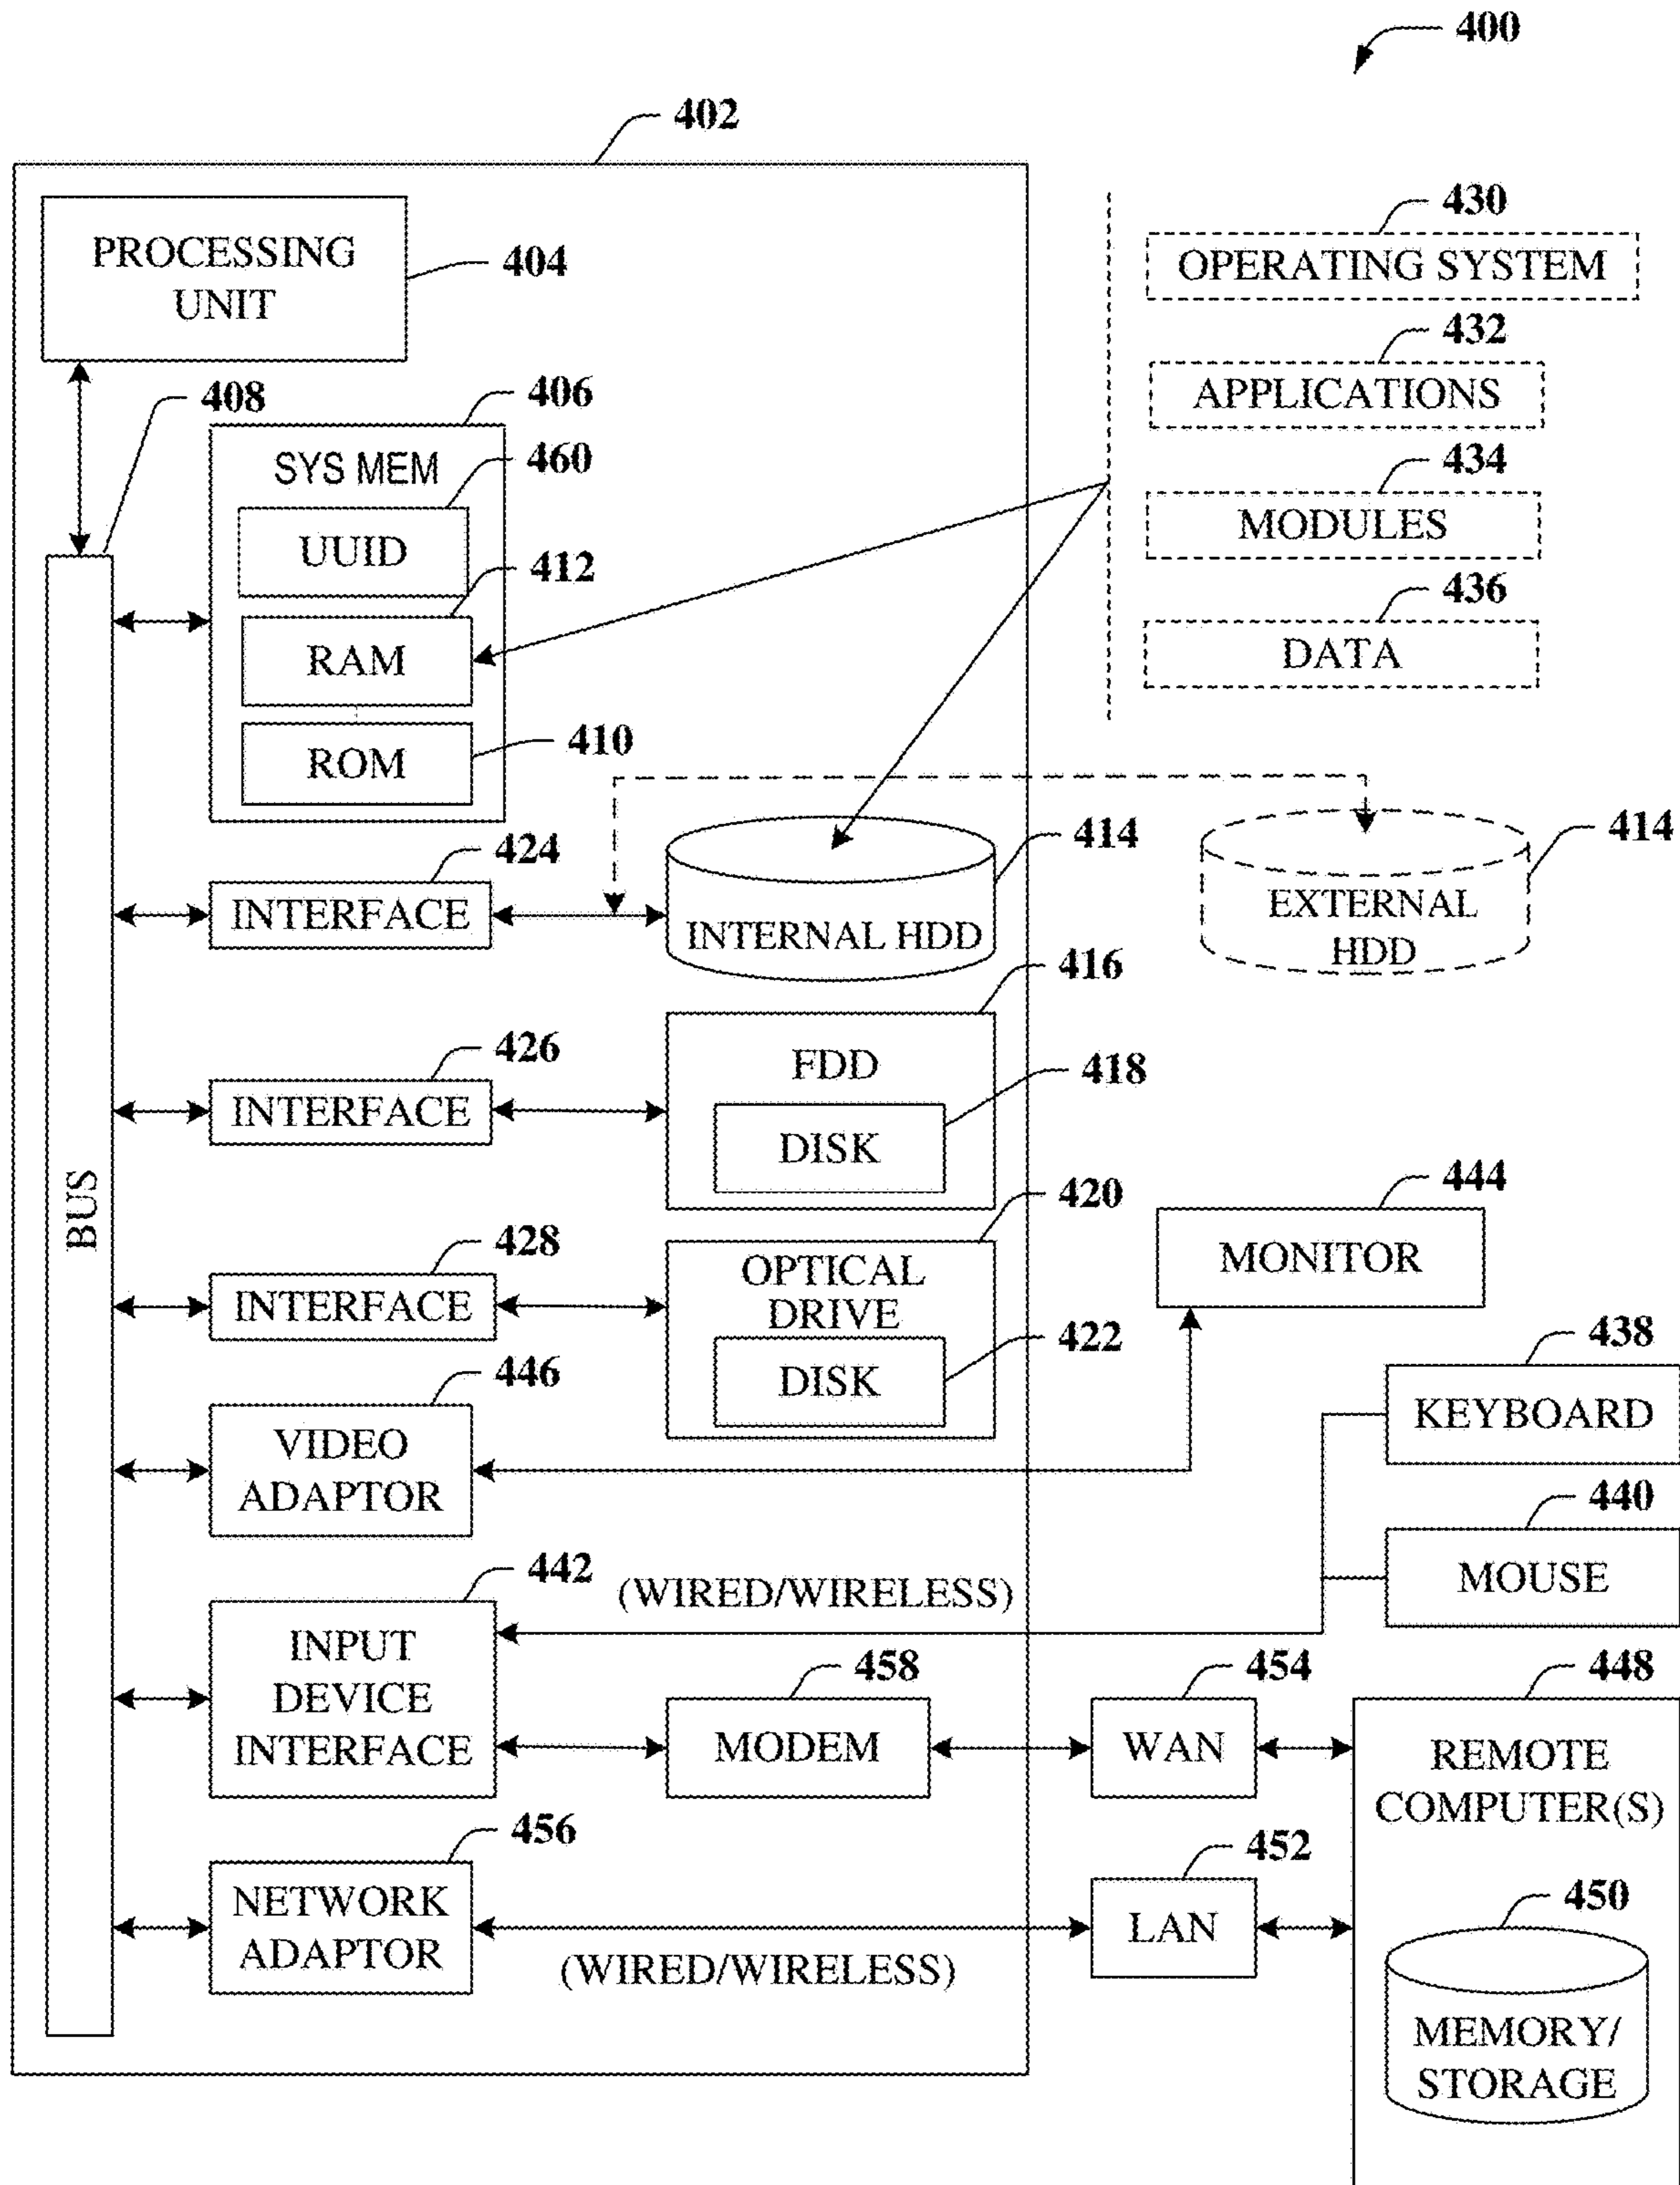 400
402
PROCESSING
UNIT
404
430
OPERATING SYSTEM
432
APPLICATIONS
434
MODULES
436
DATA
408
406
SYS MEM
460
UUID
412
RAM
ROM
410
424
INTERFACE
INTERNAL HDD
414
EXTERNAL
HDD
414
416
FDD
418
DISK
426
INTERFACE
BUS
420
OPTICAL
DRIVE
422
DISK
428
INTERFACE
444
MONITOR
438
KEYBOARD
446
VIDEO
ADAPTOR
440
MOUSE
442
(WIRED/WIRELESS)
INPUT
DEVICE
INTERFACE
458
MODEM
454
WAN
448
REMOTE
COMPUTER(S)
456
NETWORK
ADAPTOR
(WIRED/WIRELESS)
452
LAN
450
MEMORY/
STORAGE